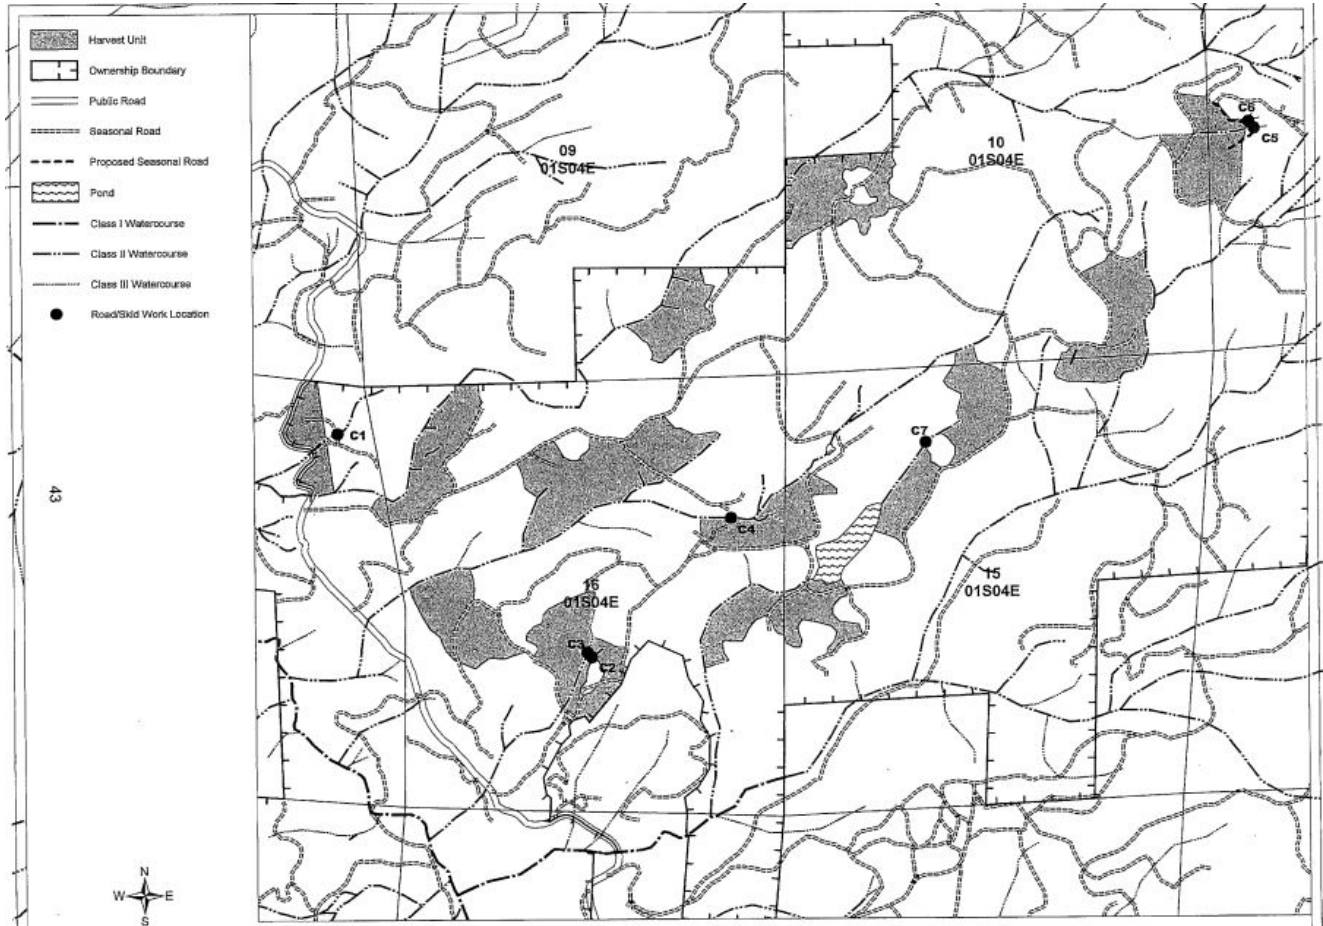 Harvest Unit
Ownership Boundary
Public Road
Seasonal Road
Proposed Seasonal Road
Pond
Class I Watercourse
Class II Watercourse
Class III Watercourse
Road/Skid Work Location
09
01S04E
10
01S04E
C6
C5
C1
C7
43
C4
16
01S04E
15
01S04E
C3
C2
N
W E
S